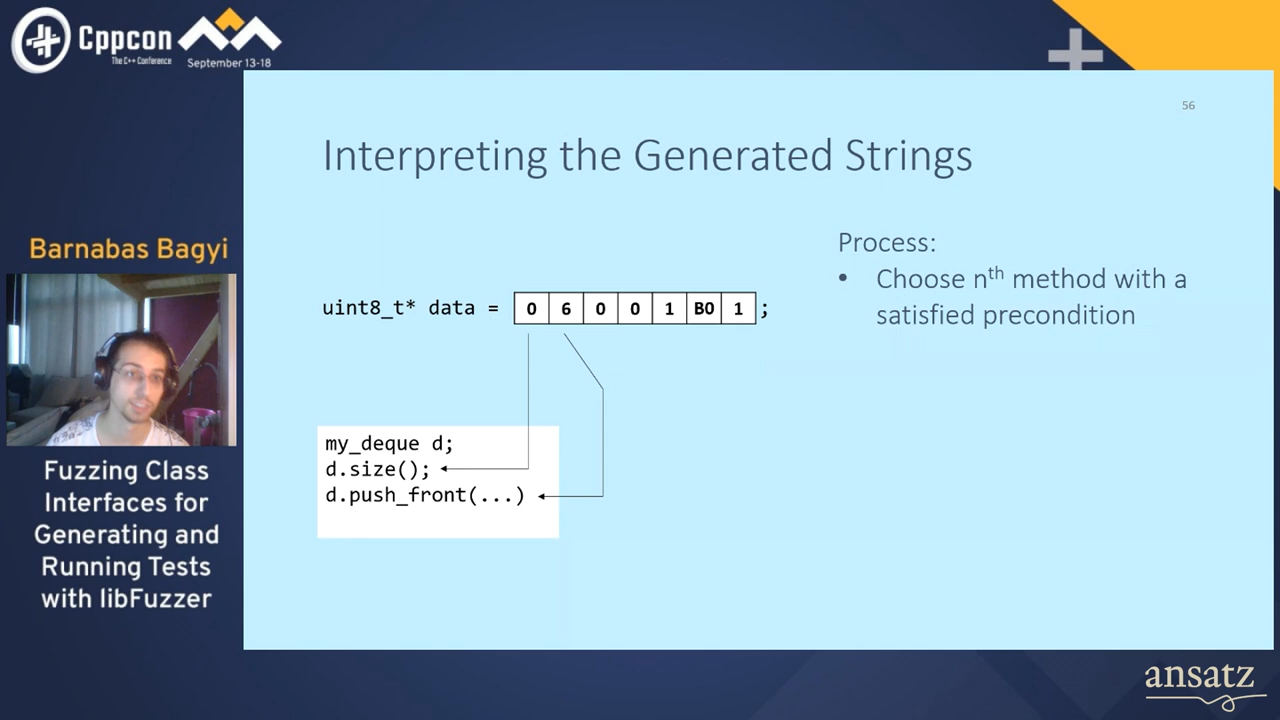 Cppcon
The C++ Conference
September 13-18
56
Interpreting the Generated Strings
Barnabas Bagyi
Process:
• Choose nth method with a
satisfied precondition
uint8_t* data = 0 6 0 0 1 B0 1 ;
my_deque d;
d.size();
d.push_front(...)
Fuzzing Class
Interfaces for
Generating and
Running Tests
with libFuzzer
ansatz